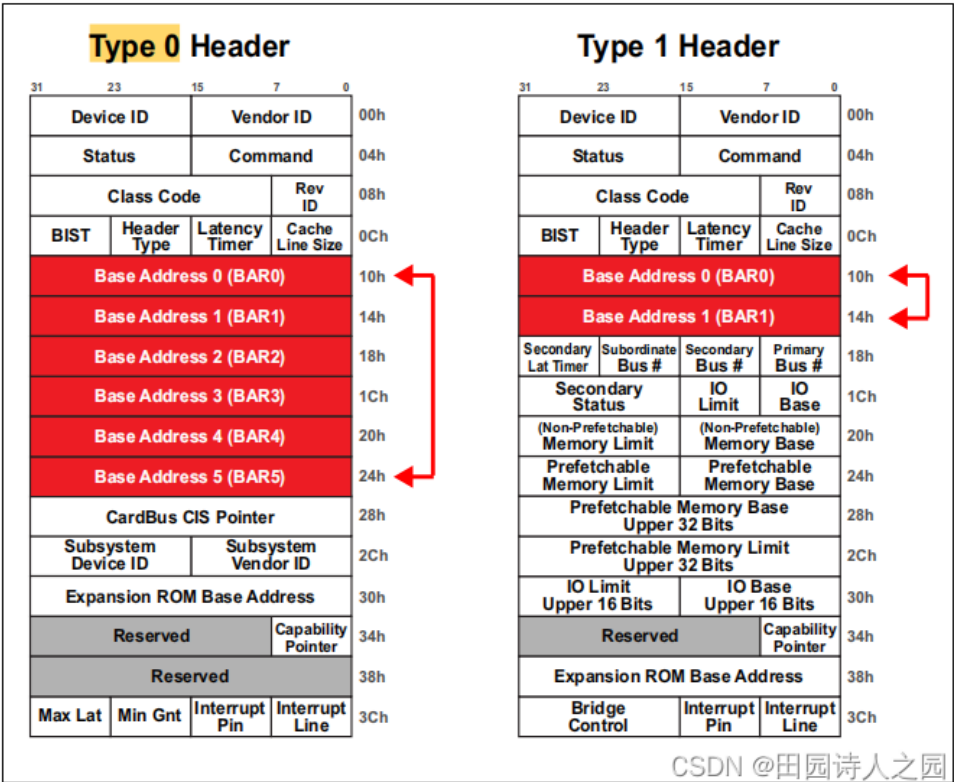 Type 0 Header
31 23 15 7 0
Device ID Vendor ID 00h
Status Command 04h
Class Code Rev ID 08h
BIST Header Type Latency Timer Cache Line Size 0Ch
Base Address 0 (BAR0) 10h
Base Address 1 (BAR1) 14h
Base Address 2 (BAR2) 18h
Base Address 3 (BAR3) 1Ch
Base Address 4 (BAR4) 20h
Base Address 5 (BAR5) 24h
CardBus CIS Pointer 28h
Subsystem Device ID Subsystem Vendor ID 2Ch
Expansion ROM Base Address 30h
Reserved Capability Pointer 34h
Reserved 38h
Max Lat Min Gnt Interrupt Pin Interrupt Line 3Ch
Type 1 Header
31 23 15 7 0
Device ID Vendor ID 00h
Status Command 04h
Class Code Rev ID 08h
BIST Header Type Latency Timer Cache Line Size 0Ch
Base Address 0 (BAR0) 10h
Base Address 1 (BAR1) 14h
Secondary Lat Timer Subordinate Bus # Secondary Bus # Primary Bus # 18h
Secondary Status IO Limit IO Base 1Ch
(Non-Prefetchable) Memory Limit (Non-Prefetchable) Memory Base 20h
Prefetchable Memory Limit Prefetchable Memory Base 24h
Prefetchable Memory Base Upper 32 Bits 28h
Prefetchable Memory Limit Upper 32 Bits 2Ch
IO Limit Upper 16 Bits IO Base Upper 16 Bits 30h
Reserved Capability Pointer 34h
Expansion ROM Base Address 38h
Bridge Control Interrupt Pin Interrupt Line 3Ch
CSDN @田园诗人之园